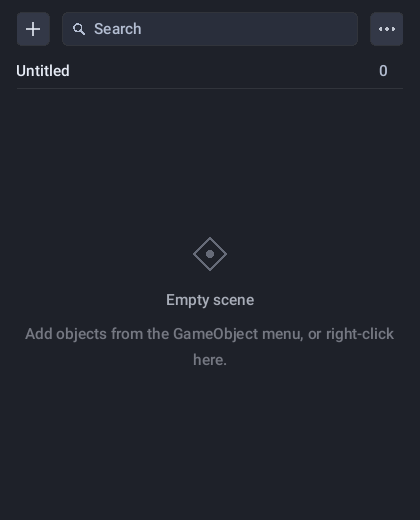 Search
Untitled 0
Empty scene
Add objects from the GameObject menu, or right-click
here.